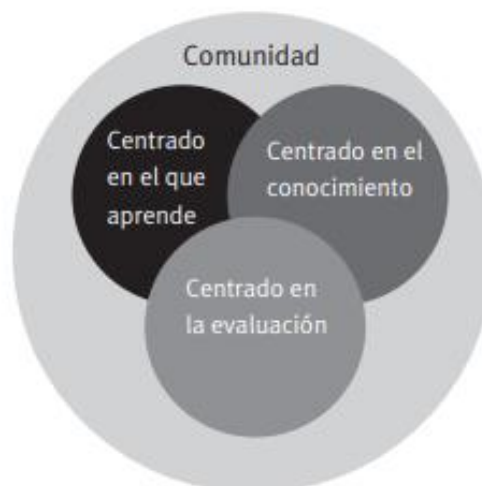 Comunidad
Centrado
en el que
aprende
Centrado en el
conocimiento
Centrado en
la evaluación